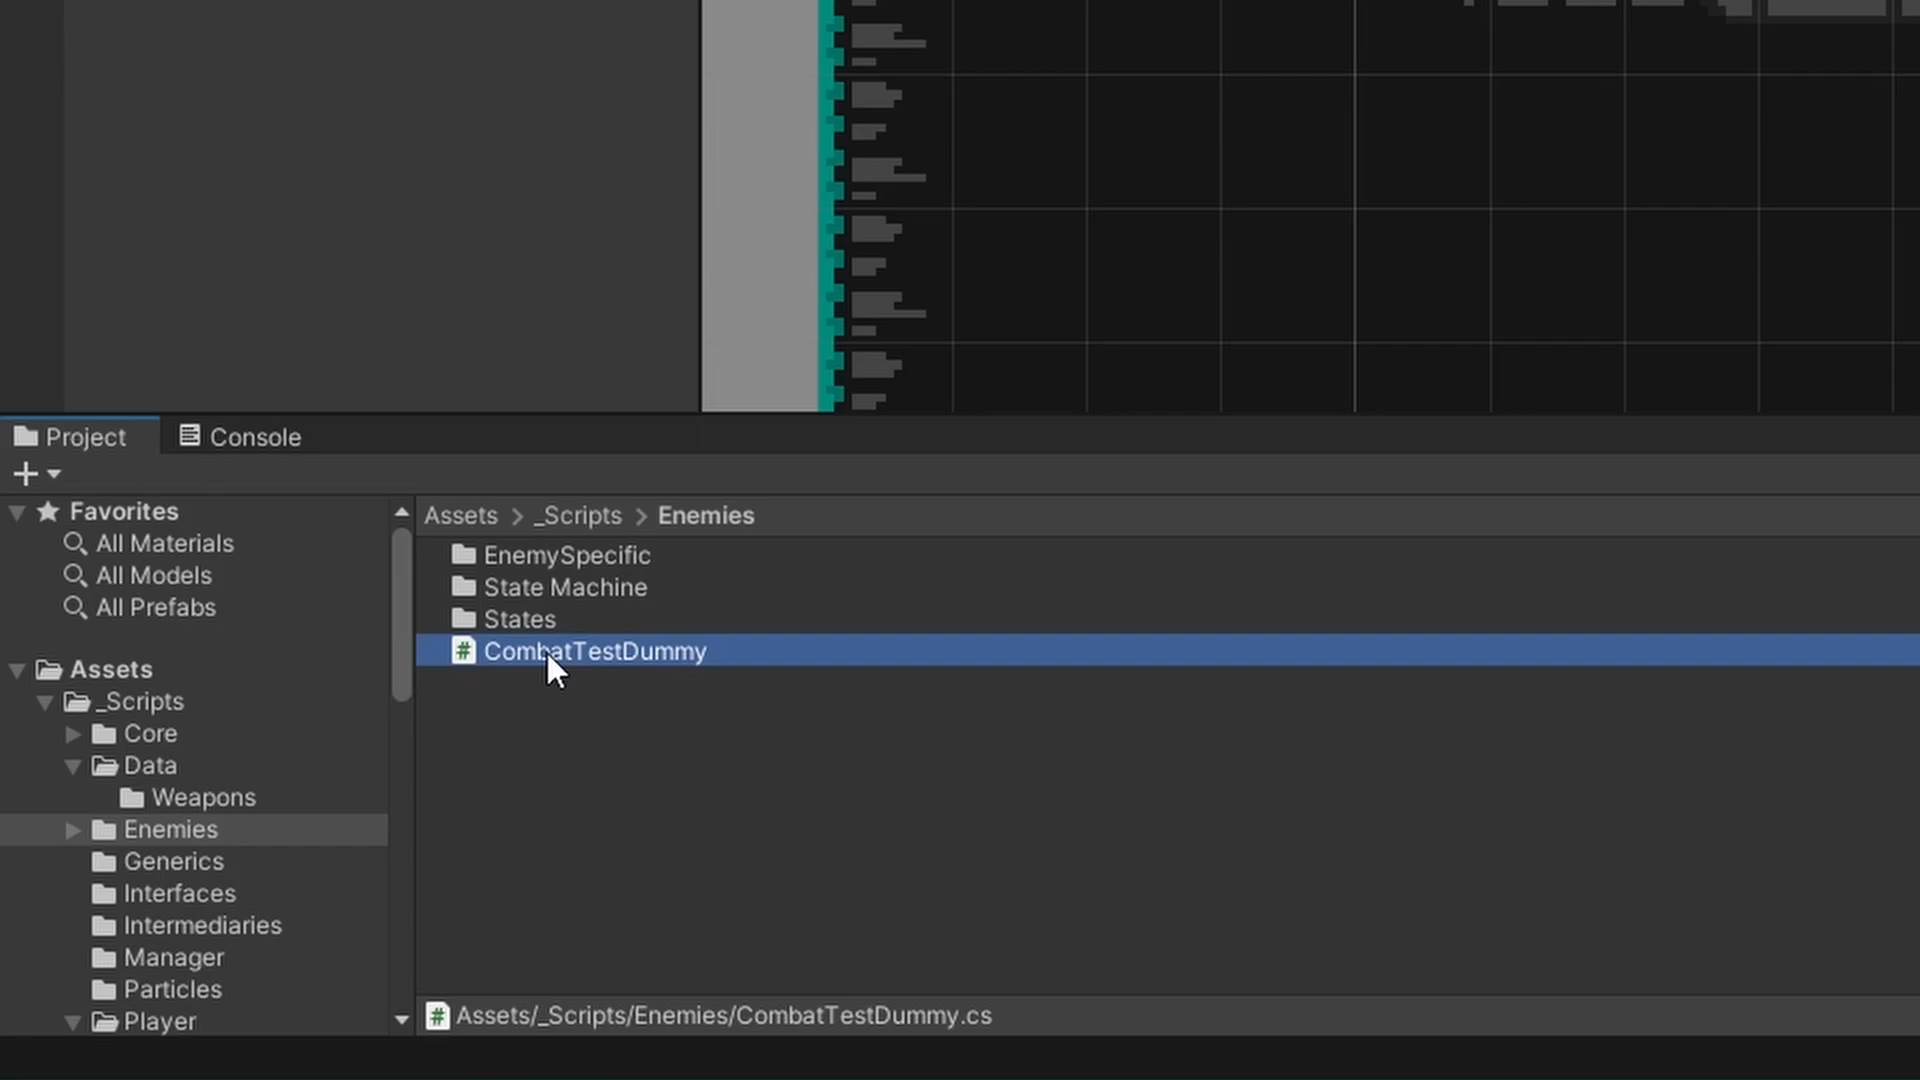 Project
Console
Favorites
All Materials
All Models
All Prefabs
Assets
_Scripts
Core
Data
Weapons
Enemies
Generics
Interfaces
Intermediaries
Manager
Particles
Player
Assets > _Scripts > Enemies
EnemySpecific
State Machine
States
# CombatTestDummy
# Assets/_Scripts/Enemies/CombatTestDummy.cs